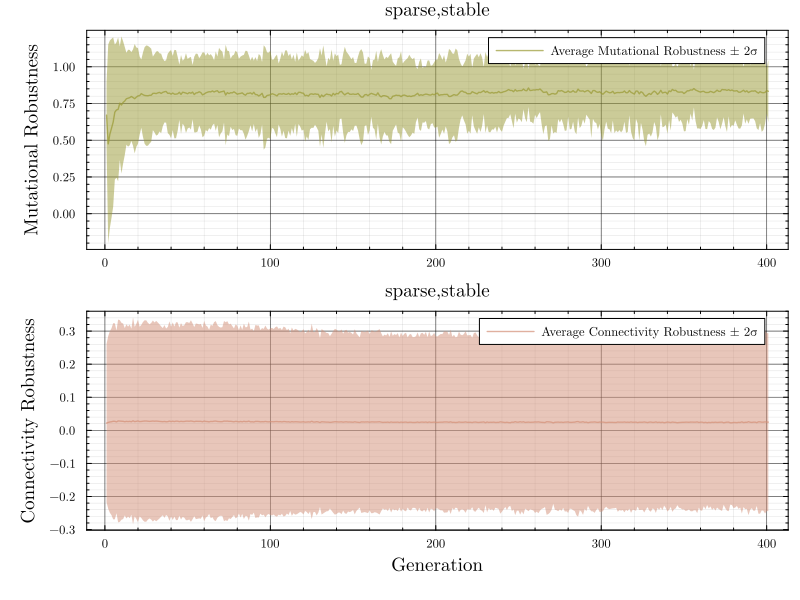 sparse,stable
Average Mutational Robustness ± 2σ
Mutational Robustness
1.00
0.75
0.50
0.25
0.00
0 100 200 300 400
sparse,stable
Average Connectivity Robustness ± 2σ
Connectivity Robustness
0.3
0.2
0.1
0.0
−0.1
−0.2
−0.3
0 100 200 300 400
Generation